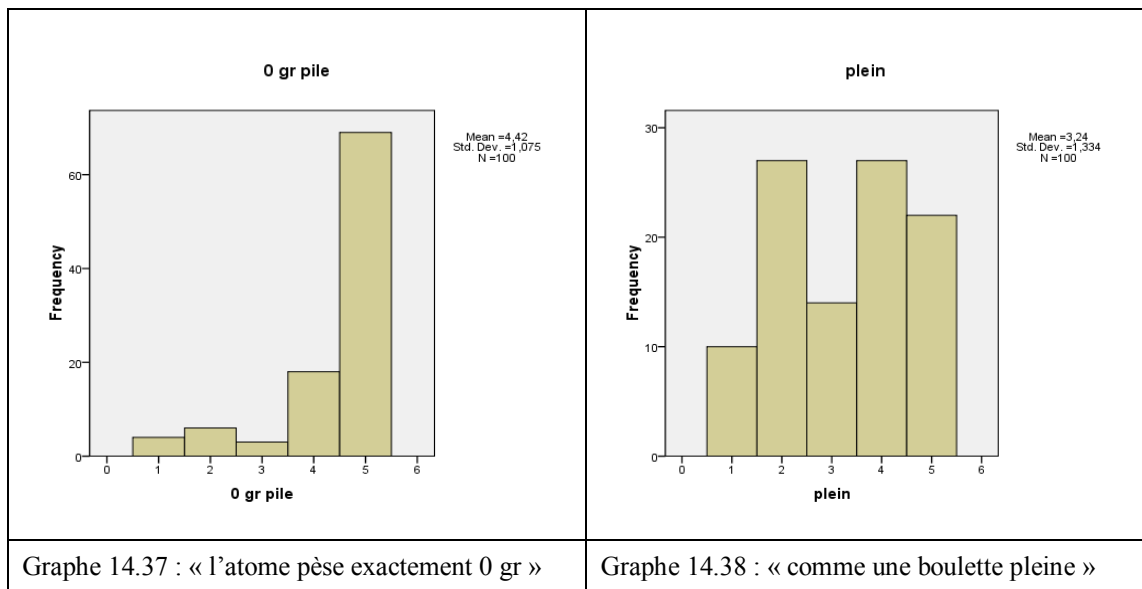 0 gr pile
Mean =4,42
Std. Dev. =1,075
N =100
60
40
20
0
Frequency
0 1 2 3 4 5 6
0 gr pile
plein
Mean =3,24
Std. Dev. =1,334
N =100
30
20
10
0
Frequency
0 1 2 3 4 5 6
plein
Graphe 14.37 : « l’atome pèse exactement 0 gr »
Graphe 14.38 : « comme une boulette pleine »